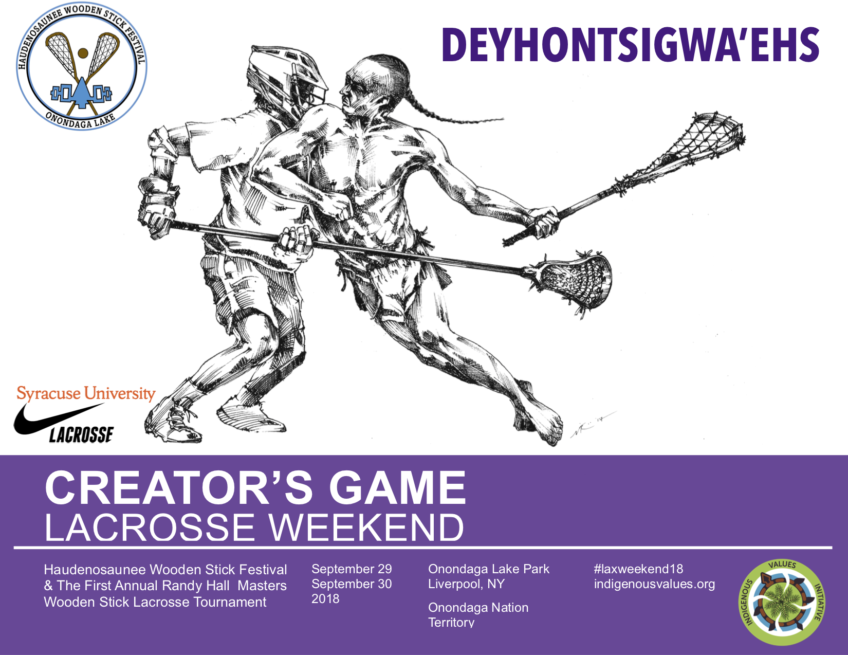 HAUDENOSAUNEE WOODEN STICK FESTIVAL
ONONDAGA LAKE
DEYHONTSIGWA'EHS
Syracuse University
LACROSSE
CREATOR'S GAME
LACROSSE WEEKEND
Haudenosaunee Wooden Stick Festival
& The First Annual Randy Hall Masters
Wooden Stick Lacrosse Tournament
September 29
September 30
2018
Onondaga Lake Park
Liverpool, NY
Onondaga Nation
Territory
#laxweekend18
indigenousvalues.org
INDIGENOUS VALUES INITIATIVE